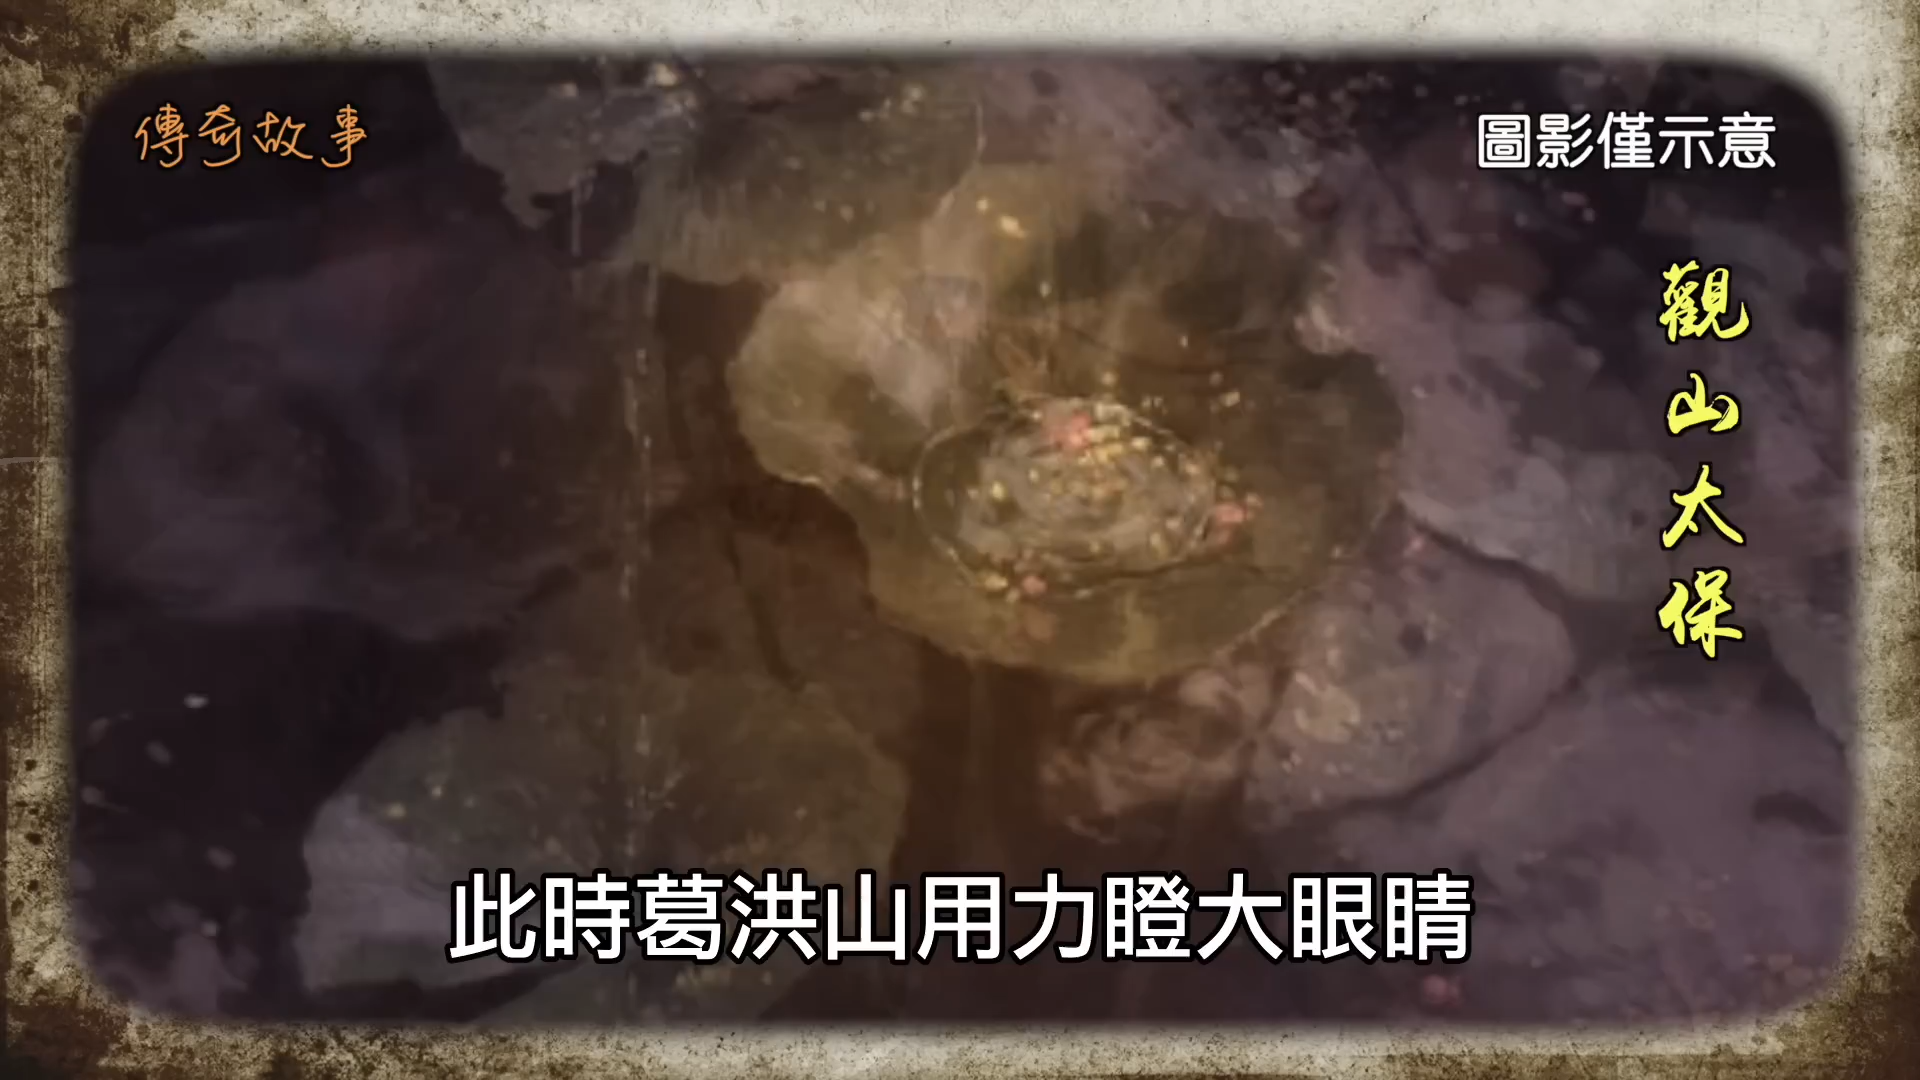 傳奇故事
圖影僅示意
觀山太保
此時葛洪山用力瞪大眼睛